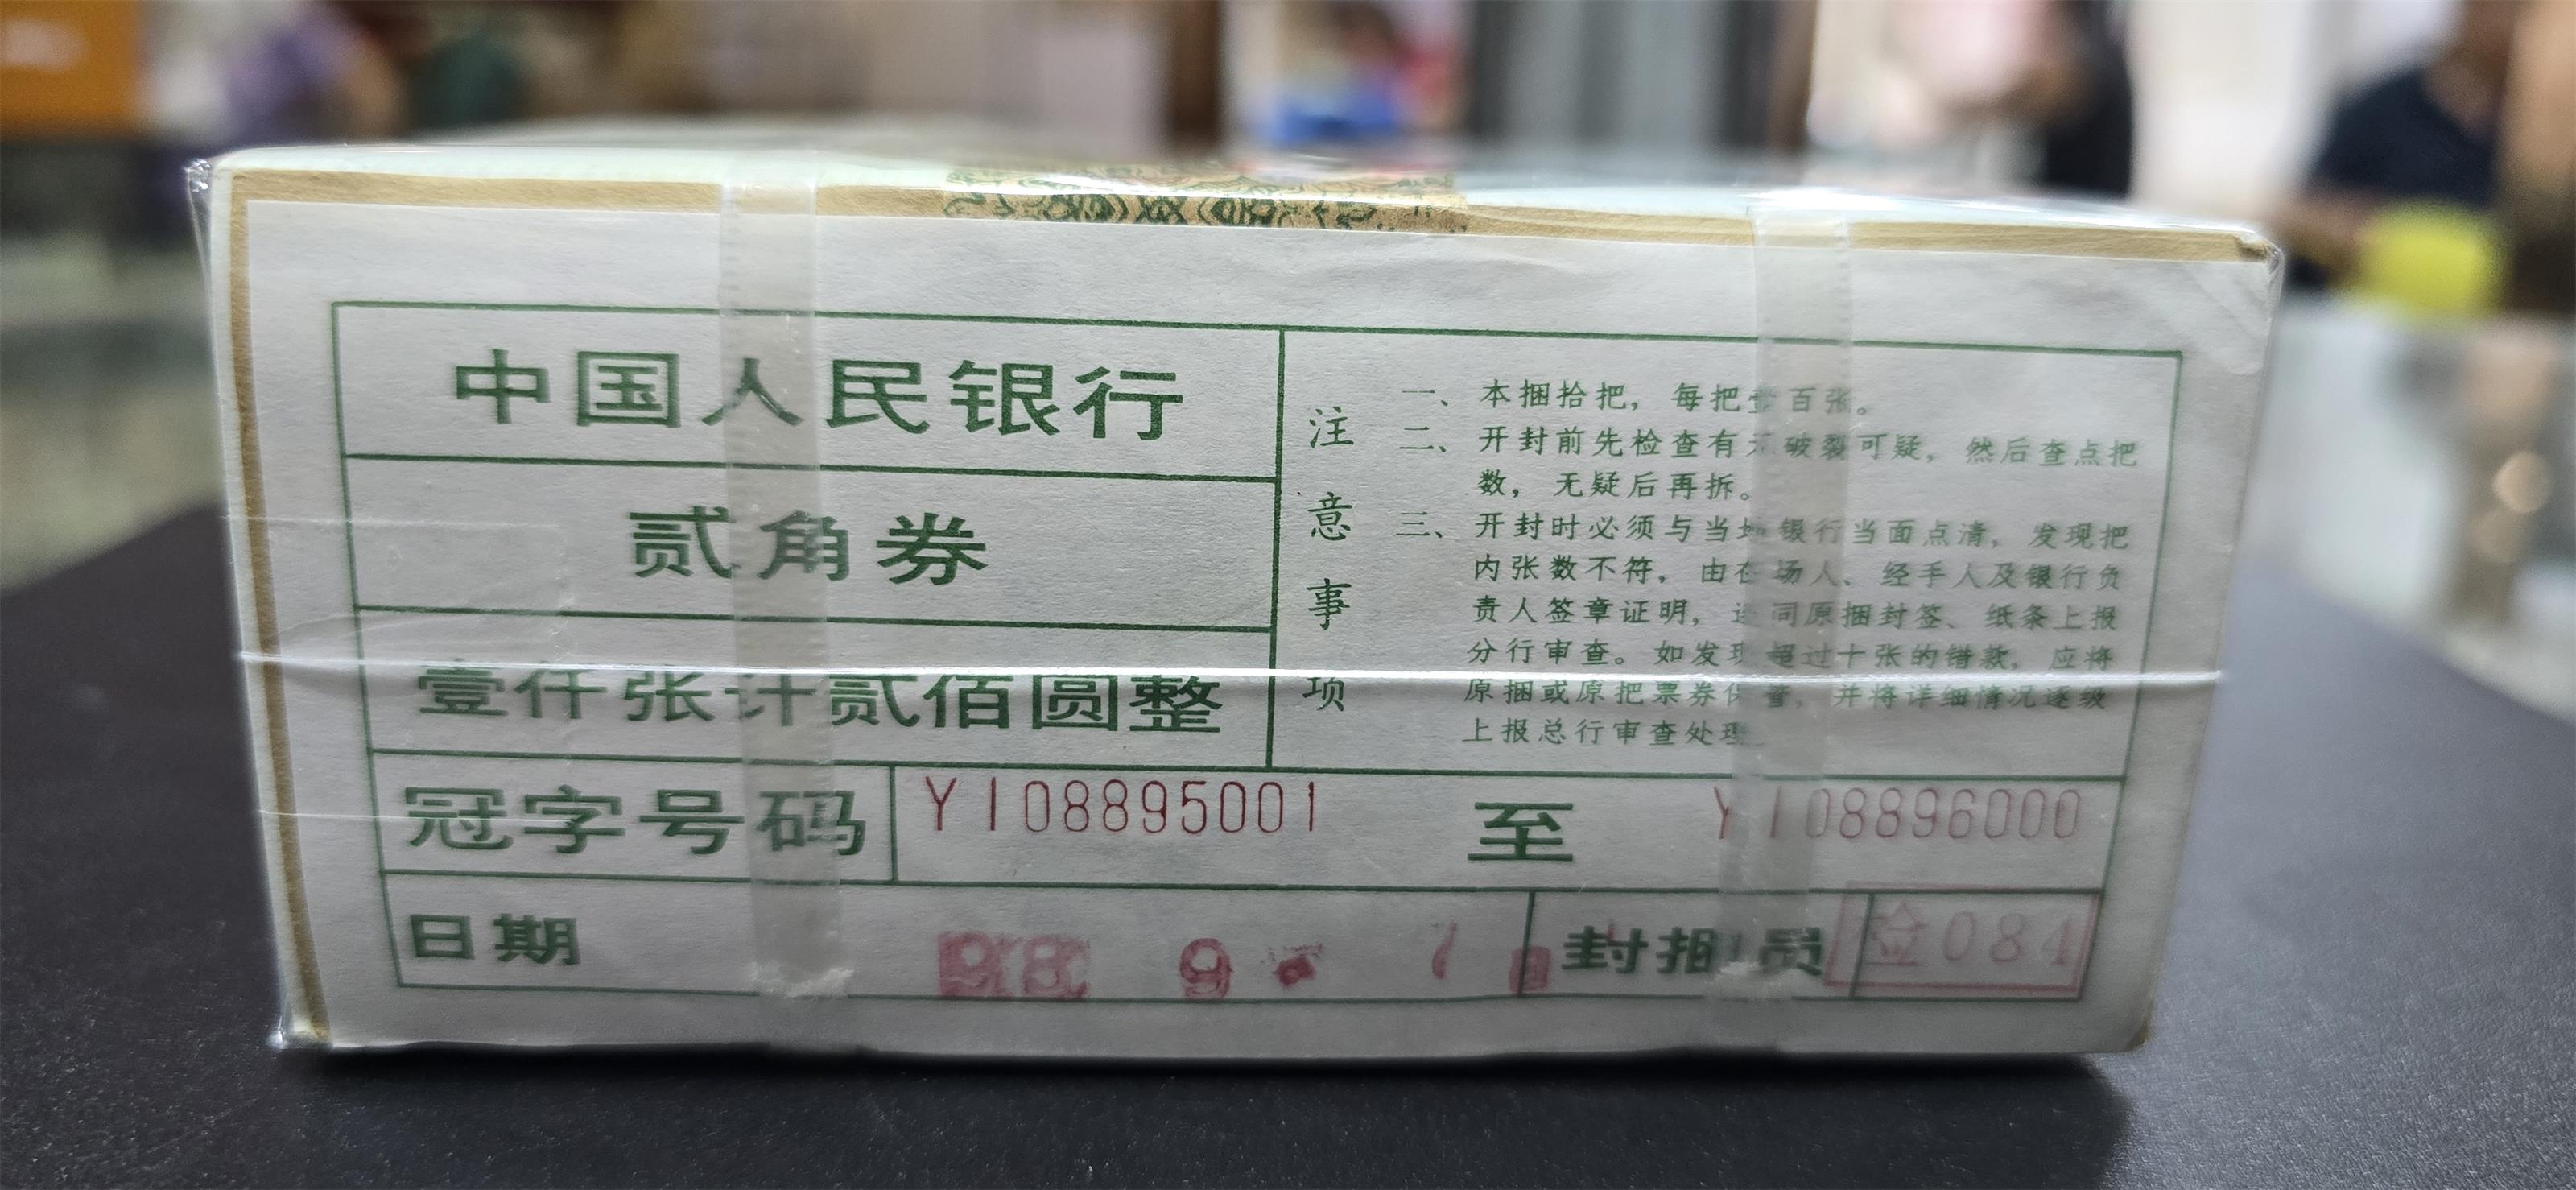 中国人民银行
贰角券
壹仟张计贰佰圆整
注意事项
一、本捆拾把，每把壹百张。
二、开封前先检查有无破裂可疑，然后查点把
数，无疑后再拆。
三、开封时必须与当场银行当面点清，发现把
内张数不符，由在场人、经手人及银行负
责人签章证明，连同原捆封签、纸条上报
分行审查。如发现超过十张的错款，应将
原捆或原把票券保管，并将详细情况逐级
上报总行审查处理。
冠字号码 YI08895001 至 YI08896000
日期 98 9 封捆员 检084